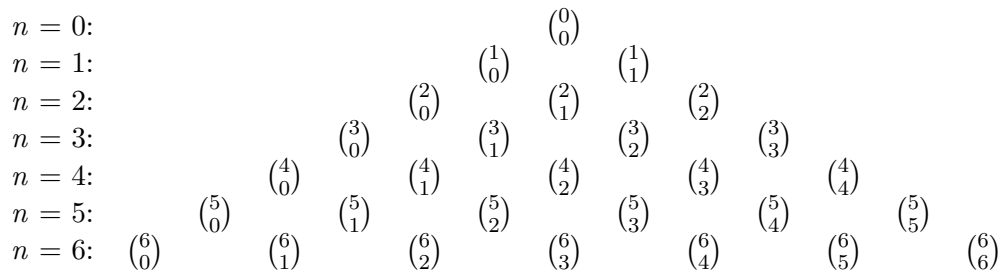 n = 0: (0 0)
n = 1: (1 0) (1 1)
n = 2: (2 0) (2 1) (2 2)
n = 3: (3 0) (3 1) (3 2) (3 3)
n = 4: (4 0) (4 1) (4 2) (4 3) (4 4)
n = 5: (5 0) (5 1) (5 2) (5 3) (5 4) (5 5)
n = 6: (6 0) (6 1) (6 2) (6 3) (6 4) (6 5) (6 6)